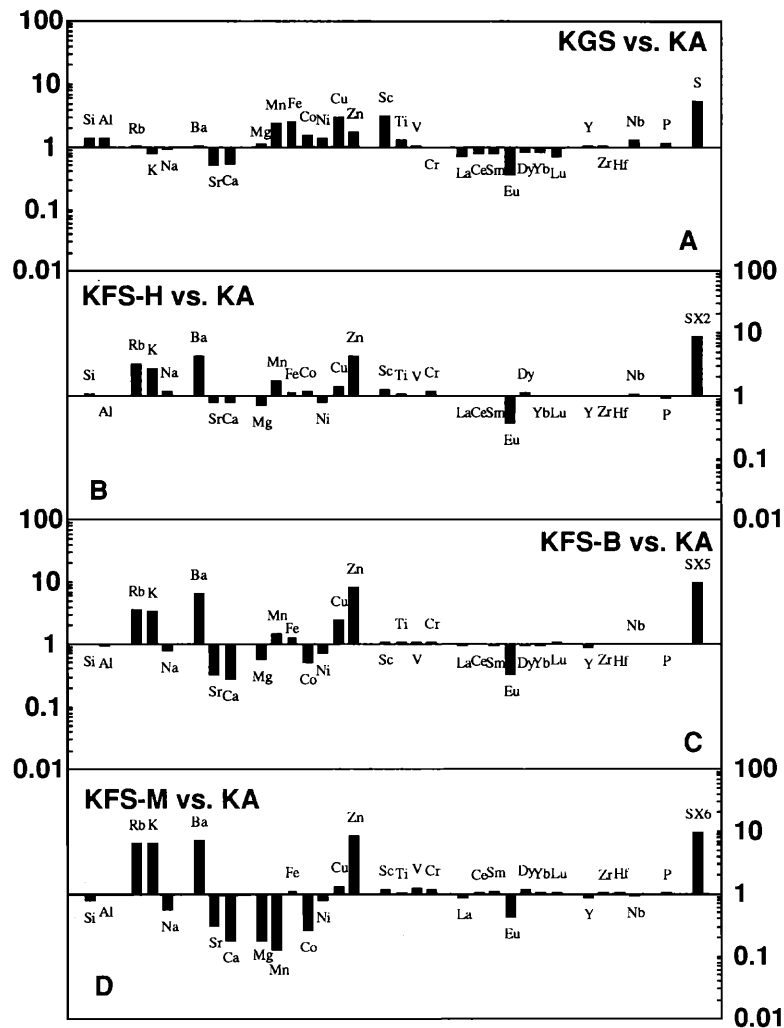 100
KGS vs. KA
10
Si Al Rb Ba Mg Mn Fe Co Ni Cu Zn Sc Ti V Y Nb P S
1
K Na Sr Ca Cr La Ce Sm Eu Dy Yb Lu Zr Hf
0.1
A
0.01
100
KFS-H vs. KA
10
Si Rb K Na Ba Mn Fe Co Cu Zn Sc Ti V Cr Dy Nb SX2
1
Al Sr Ca Mg Ni La Ce Sm Eu Yb Lu Y Zr Hf P
0.1
B
0.01
100
KFS-B vs. KA
10
Rb K Ba Mn Fe Cu Zn Ti Cr Nb SX5
1
Si Al Na Sr Ca Mg Co Ni Sc V La Ce Sm Eu Dy Yb Lu Y Zr Hf P
0.1
C
0.01
100
KFS-M vs. KA
10
Rb K Ba Fe Cu Zn Sc Ti V Cr Ce Sm Dy Yb Lu Zr Hf P SX6
1
Si Al Na Sr Ca Mg Mn Co Ni La Eu Y Nb
0.1
D
0.01